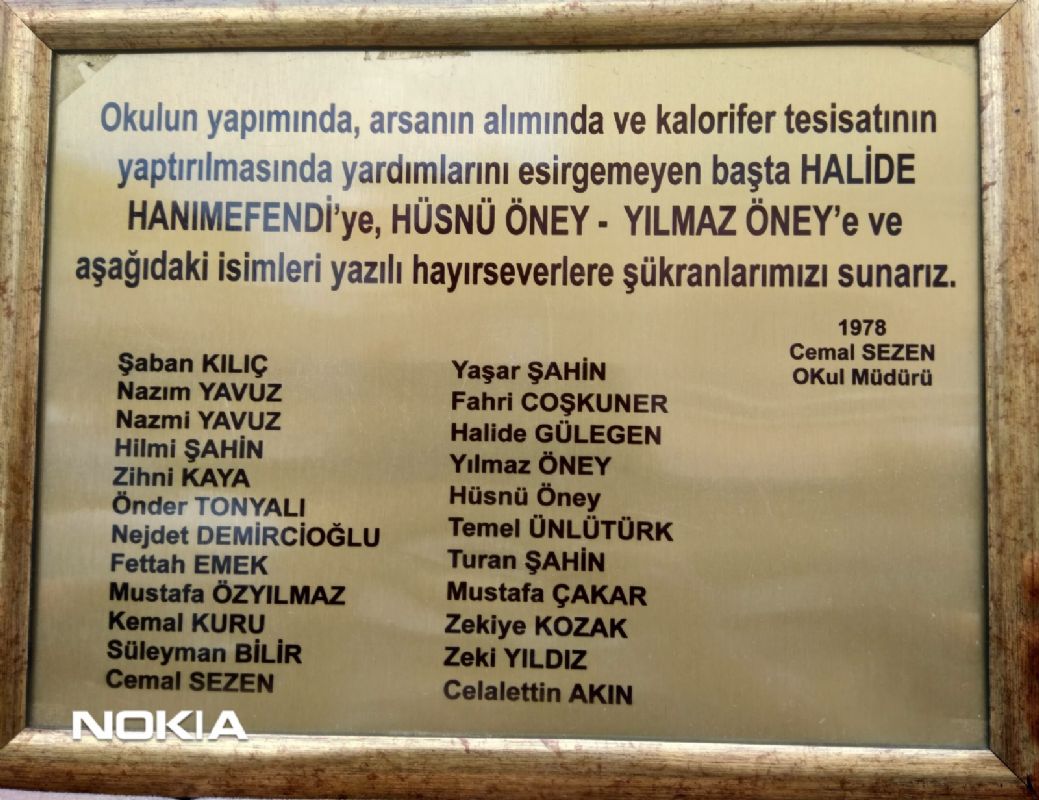 Okulun yapımında, arsanın alımında ve kalorifer tesisatının
yaptırılmasında yardımlarını esirgemeyen başta HALİDE
HANIMEFENDİ'ye, HÜSNÜ ÖNEY - YILMAZ ÖNEY'e ve
aşağıdaki isimleri yazılı hayırseverlere şükranlarımızı sunarız.
1978
Cemal SEZEN
OKul Müdürü
Şaban KILIÇ
Nazım YAVUZ
Nazmi YAVUZ
Hilmi ŞAHİN
Zihni KAYA
Önder TONYALI
Nejdet DEMİRCİOĞLU
Fettah EMEK
Mustafa ÖZYILMAZ
Kemal KURU
Süleyman BİLİR
Cemal SEZEN
Yaşar ŞAHİN
Fahri COŞKUNER
Halide GÜLEGEN
Yılmaz ÖNEY
Hüsnü Öney
Temel ÜNLÜTÜRK
Turan ŞAHİN
Mustafa ÇAKAR
Zekiye KOZAK
Zeki YILDIZ
Celalettin AKIN
NOKIA